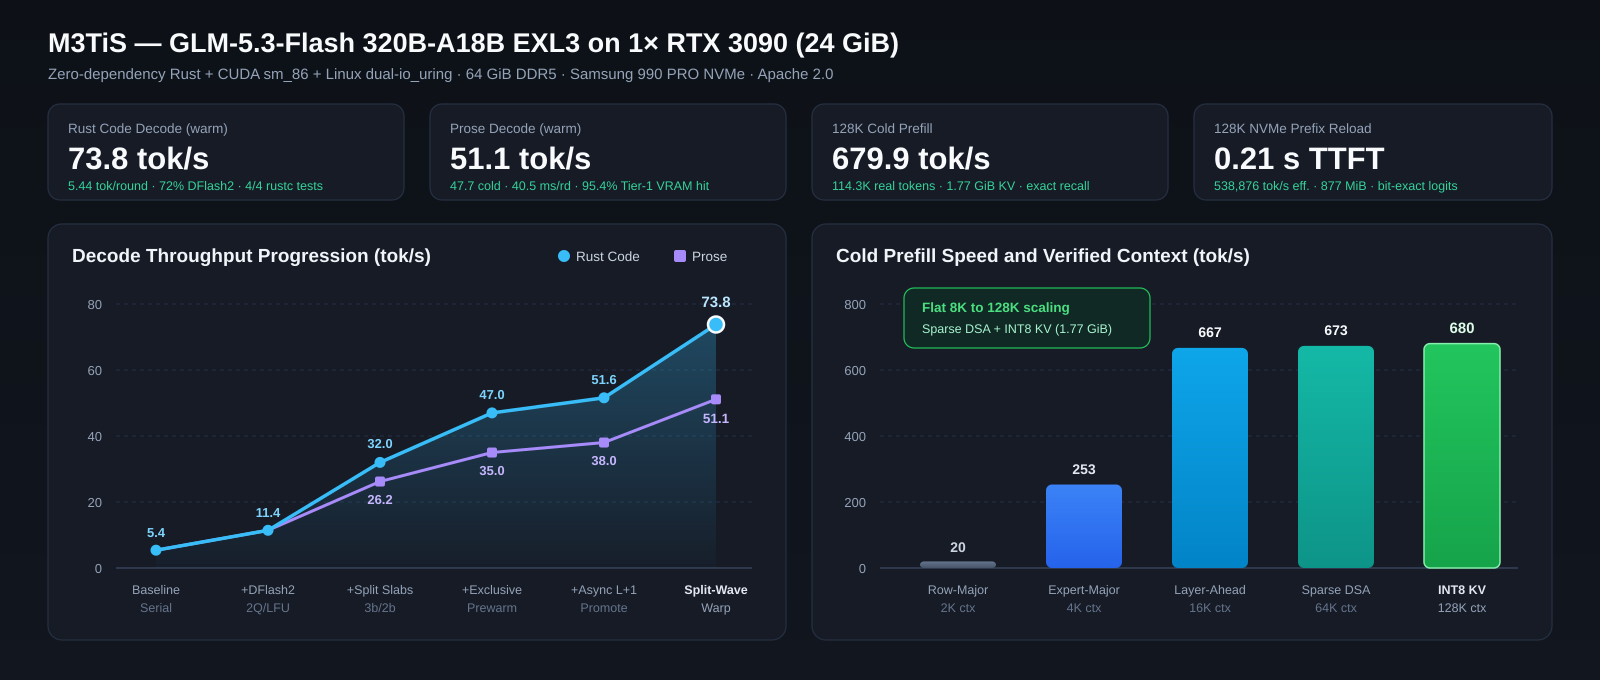 M3TiS — GLM-5.3-Flash 320B-A18B EXL3 on 1× RTX 3090 (24 GiB)
Zero-dependency Rust + CUDA sm_86 + Linux dual-io_uring · 64 GiB DDR5 · Samsung 990 PRO NVMe · Apache 2.0
Rust Code Decode (warm)
73.8 tok/s
5.44 tok/round · 72% DFlash2 · 4/4 rustc tests
Prose Decode (warm)
51.1 tok/s
47.7 cold · 40.5 ms/rd · 95.4% Tier-1 VRAM hit
128K Cold Prefill
679.9 tok/s
114.3K real tokens · 1.77 GiB KV · exact recall
128K NVMe Prefix Reload
0.21 s TTFT
538,876 tok/s eff. · 877 MiB · bit-exact logits
Decode Throughput Progression (tok/s)
Rust Code
Prose
80
60
40
20
0
5.4
11.4
32.0
47.0
51.6
73.8
26.2
35.0
38.0
51.1
Baseline
Serial
+DFlash2
2Q/LFU
+Split Slabs
3b/2b
+Exclusive
Prewarm
+Async L+1
Promote
Split-Wave
Warp
Cold Prefill Speed and Verified Context (tok/s)
Flat 8K to 128K scaling
Sparse DSA + INT8 KV (1.77 GiB)
800
600
400
200
0
20
253
667
673
680
Row-Major
2K ctx
Expert-Major
4K ctx
Layer-Ahead
16K ctx
Sparse DSA
64K ctx
INT8 KV
128K ctx